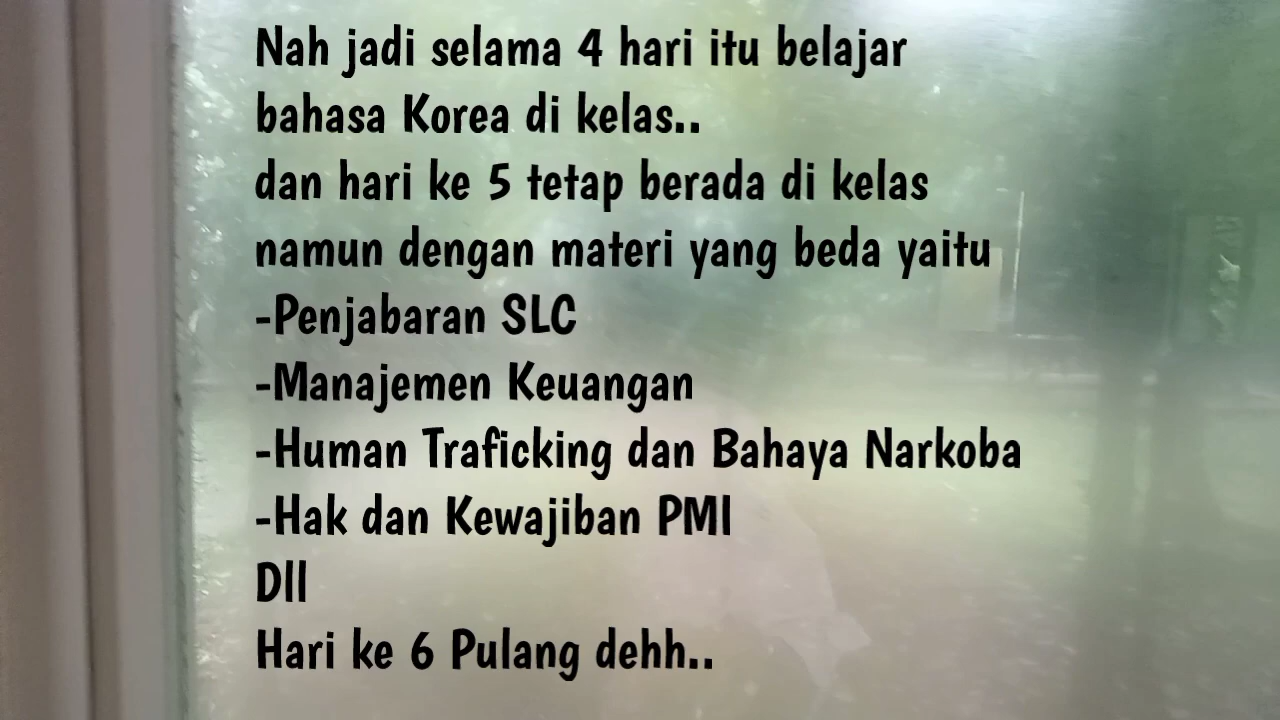 Nah jadi selama 4 hari itu belajar
bahasa Korea di kelas..
dan hari ke 5 tetap berada di kelas
namun dengan materi yang beda yaitu
-Penjabaran SLC
-Manajemen Keuangan
-Human Traficking dan Bahaya Narkoba
-Hak dan Kewajiban PMI
Dll
Hari ke 6 Pulang dehh..